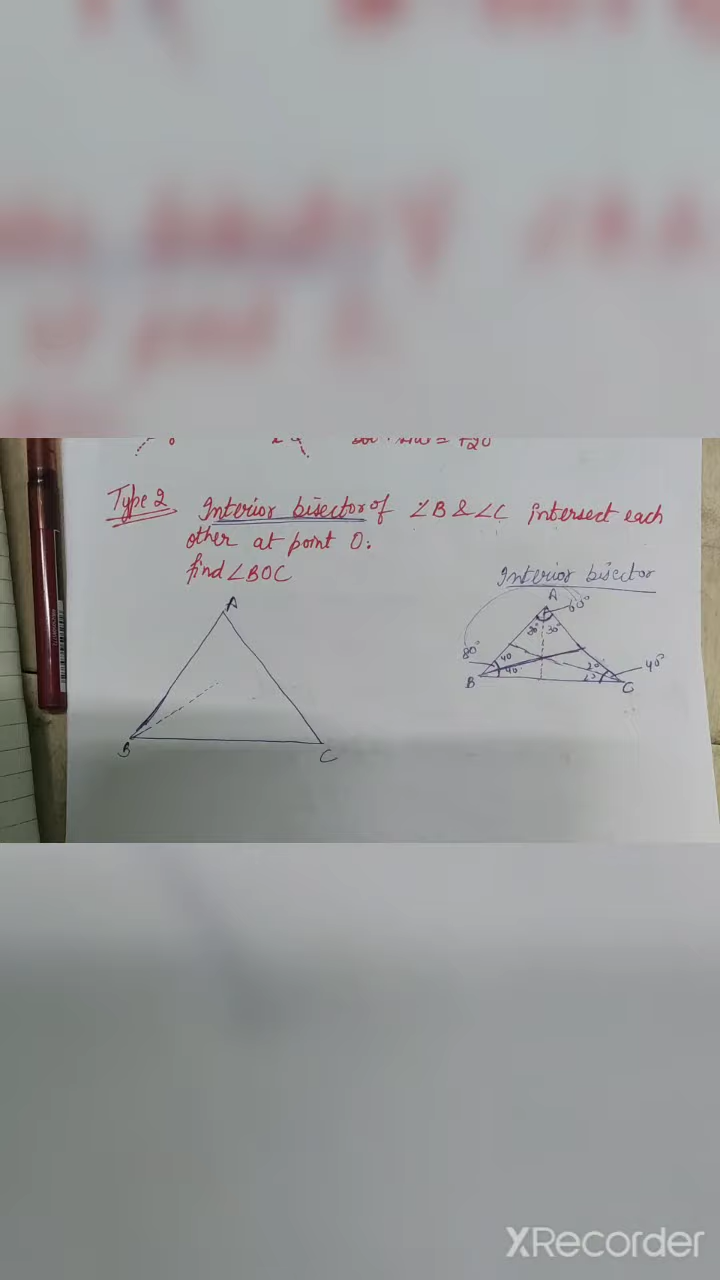 Type 2 Interior bisector of ∠B & ∠C intersect each
other at point O.
find ∠BOC
Interior bisector
A
60°
30° 30°
80°
40
40°
20
40°
B
C
A
B
C
XRecorder